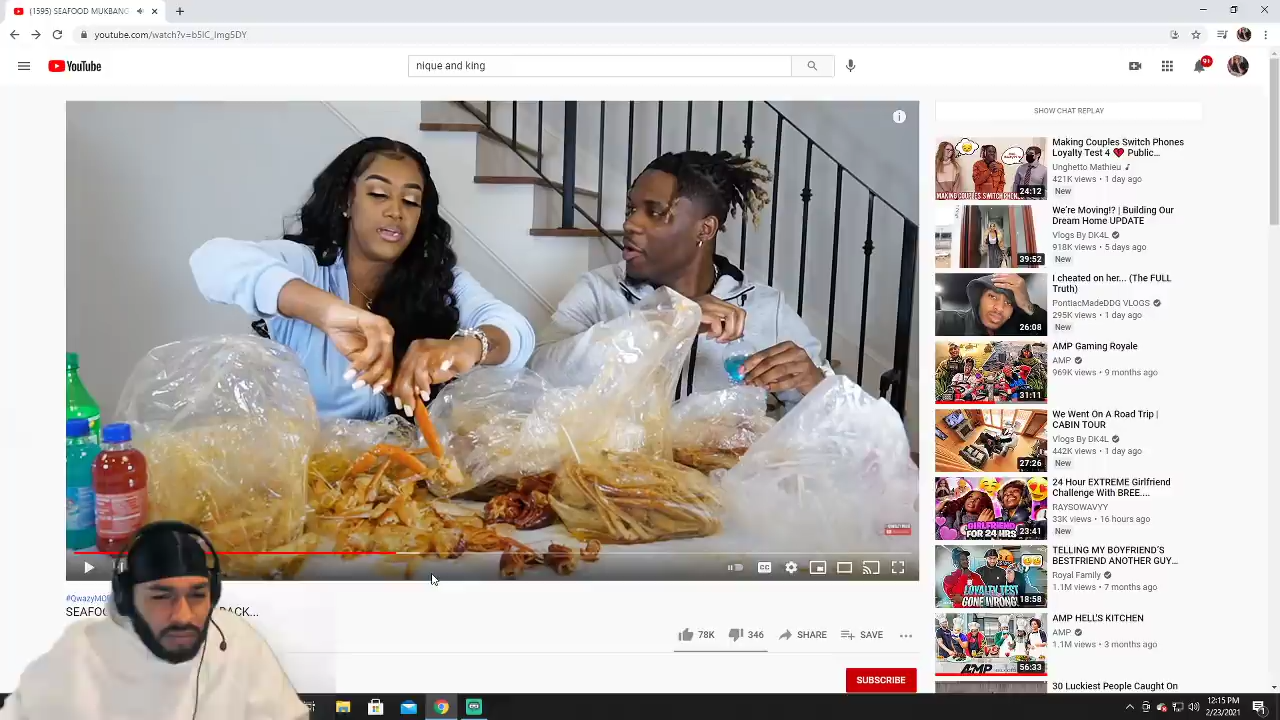 (1595) SEAFOOD MUKBANG
youtube.com/watch?v=b5IC_Img5DY
YouTube
nique and king
9+
SHOW CHAT REPLAY
Making Couples Switch Phones
Loyalty Test 4 ❤️ Public...
Unghetto Mathieu
421K views • 1 day ago
New
24:12
We're Moving!? | Building Our
Dream Home UPDATE
Vlogs By DK4L
918K views • 5 days ago
New
39:52
I cheated on her... (The FULL
Truth)
PontiacMadeDDG VLOGS
295K views • 1 day ago
New
26:08
AMP Gaming Royale
AMP
969K views • 9 months ago
31:11
We Went On A Road Trip |
CABIN TOUR
Vlogs By DK4L
442K views • 1 day ago
New
27:26
24 Hour EXTREME Girlfriend
Challenge With BREE....
RAYSOWAVYY
33K views • 16 hours ago
New
GIRLFRIEND
FOR 24 HRS
23:41
TELLING MY BOYFRIEND'S
BESTFRIEND ANOTHER GUY...
Royal Family
1.1M views • 7 months ago
LOYALTY TEST
GONE WRONG
18:58
AMP HELL'S KITCHEN
AMP
1.1M views • 3 months ago
AMP
56:33
30 Luckiest People Caught On
CC
78K
346
SHARE
SAVE
SUBSCRIBE
12:15 PM
2/23/2021